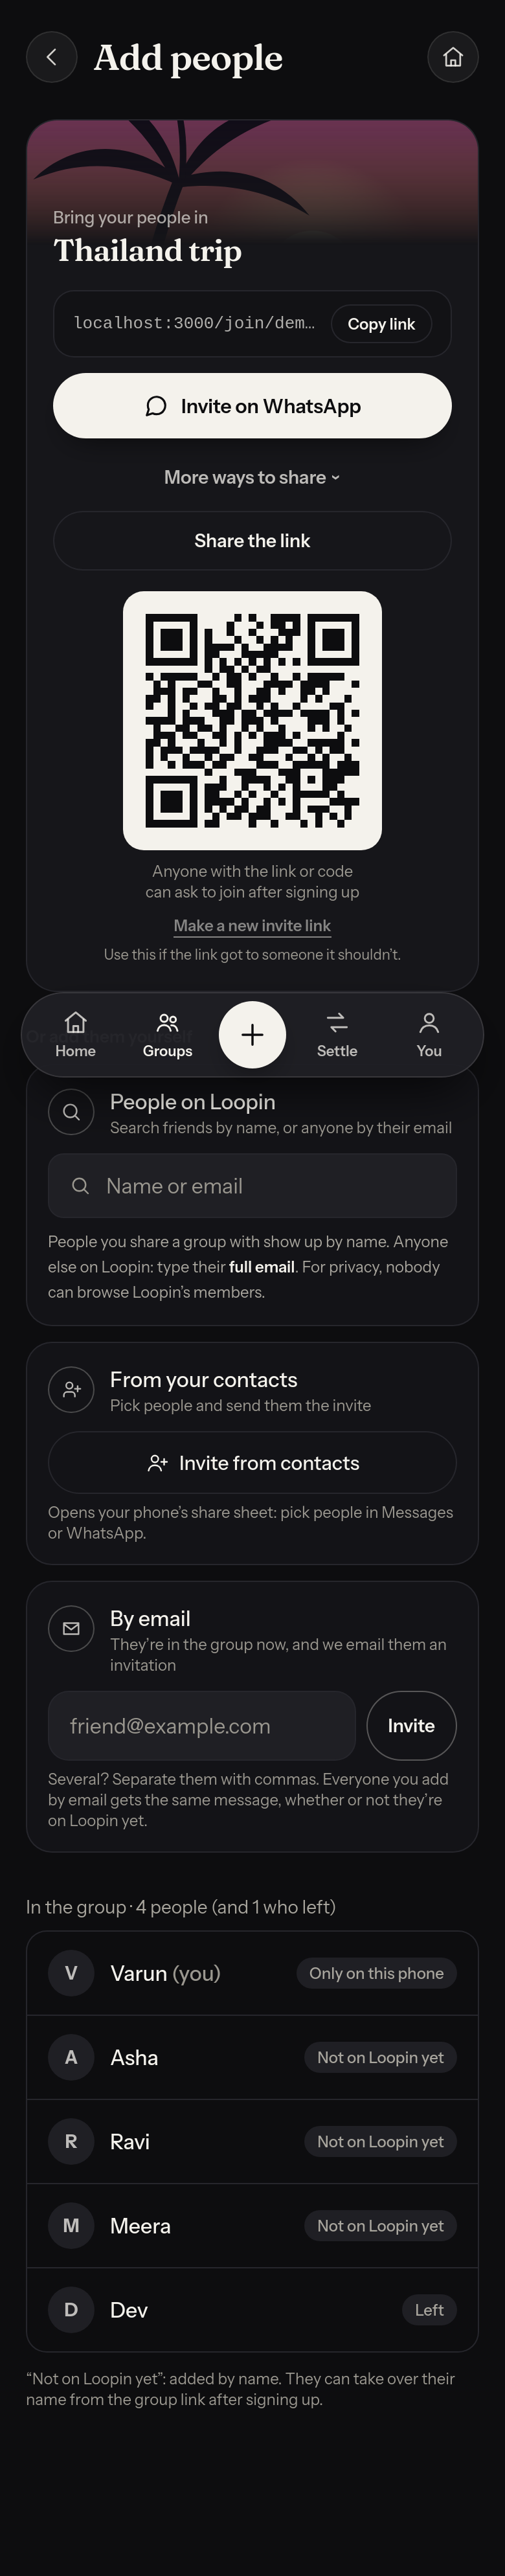 Add people
Bring your people in
Thailand trip
localhost:3000/join/dem…
Copy link
Invite on WhatsApp
More ways to share
Share the link
Anyone with the link or code
can ask to join after signing up
Make a new invite link
Use this if the link got to someone it shouldn’t.
Or add them yourself
Home
Groups
Settle
You
People on Loopin
Search friends by name, or anyone by their email
Name or email
People you share a group with show up by name. Anyone
else on Loopin: type their full email. For privacy, nobody
can browse Loopin’s members.
From your contacts
Pick people and send them the invite
Invite from contacts
Opens your phone’s share sheet: pick people in Messages
or WhatsApp.
By email
They’re in the group now, and we email them an
invitation
friend@example.com
Invite
Several? Separate them with commas. Everyone you add
by email gets the same message, whether or not they’re
on Loopin yet.
In the group · 4 people (and 1 who left)
V
Varun (you)
Only on this phone
A
Asha
Not on Loopin yet
R
Ravi
Not on Loopin yet
M
Meera
Not on Loopin yet
D
Dev
Left
“Not on Loopin yet”: added by name. They can take over their
name from the group link after signing up.